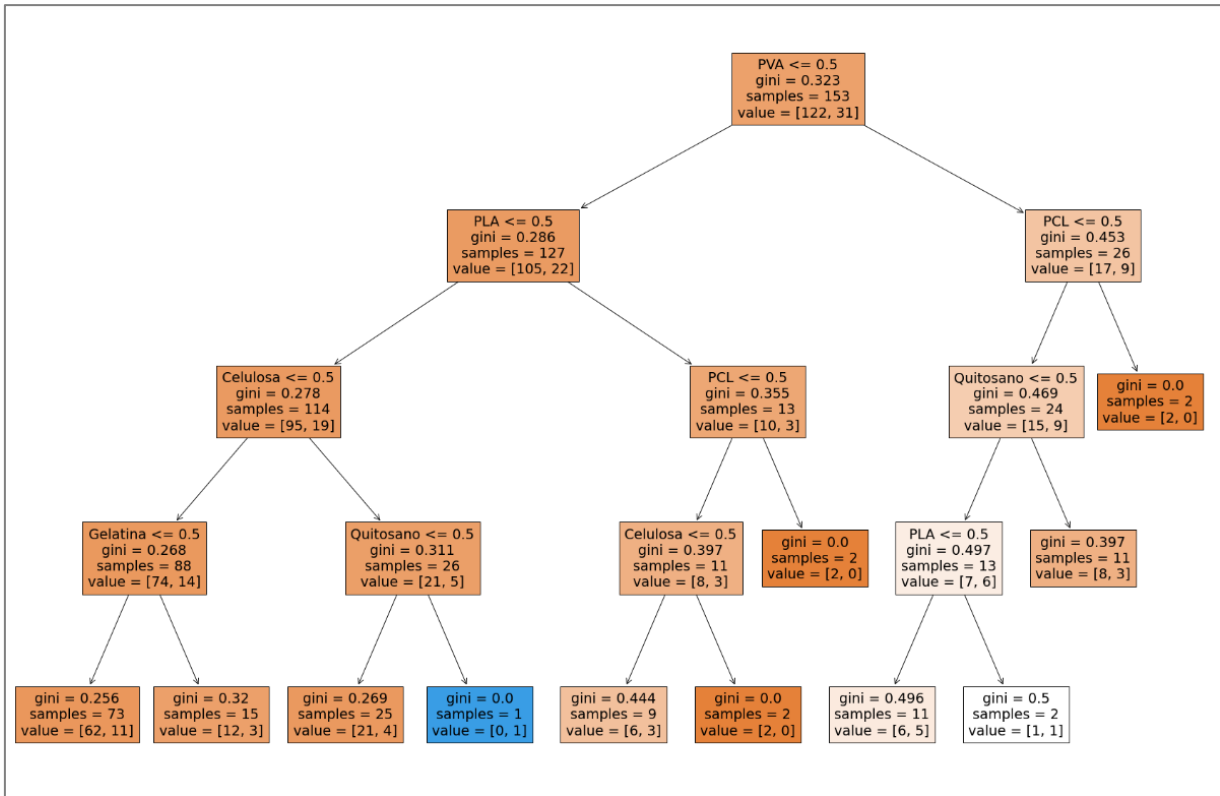 PVA <= 0.5
gini = 0.323
samples = 153
value = [122, 31]
PLA <= 0.5
gini = 0.286
samples = 127
value = [105, 22]
PCL <= 0.5
gini = 0.453
samples = 26
value = [17, 9]
Celulosa <= 0.5
gini = 0.278
samples = 114
value = [95, 19]
PCL <= 0.5
gini = 0.355
samples = 13
value = [10, 3]
Quitosano <= 0.5
gini = 0.469
samples = 24
value = [15, 9]
gini = 0.0
samples = 2
value = [2, 0]
Gelatina <= 0.5
gini = 0.268
samples = 88
value = [74, 14]
Quitosano <= 0.5
gini = 0.311
samples = 26
value = [21, 5]
Celulosa <= 0.5
gini = 0.397
samples = 11
value = [8, 3]
gini = 0.0
samples = 2
value = [2, 0]
PLA <= 0.5
gini = 0.497
samples = 13
value = [7, 6]
gini = 0.397
samples = 11
value = [8, 3]
gini = 0.256
samples = 73
value = [62, 11]
gini = 0.32
samples = 15
value = [12, 3]
gini = 0.269
samples = 25
value = [21, 4]
gini = 0.0
samples = 1
value = [0, 1]
gini = 0.444
samples = 9
value = [6, 3]
gini = 0.0
samples = 2
value = [2, 0]
gini = 0.496
samples = 11
value = [6, 5]
gini = 0.5
samples = 2
value = [1, 1]